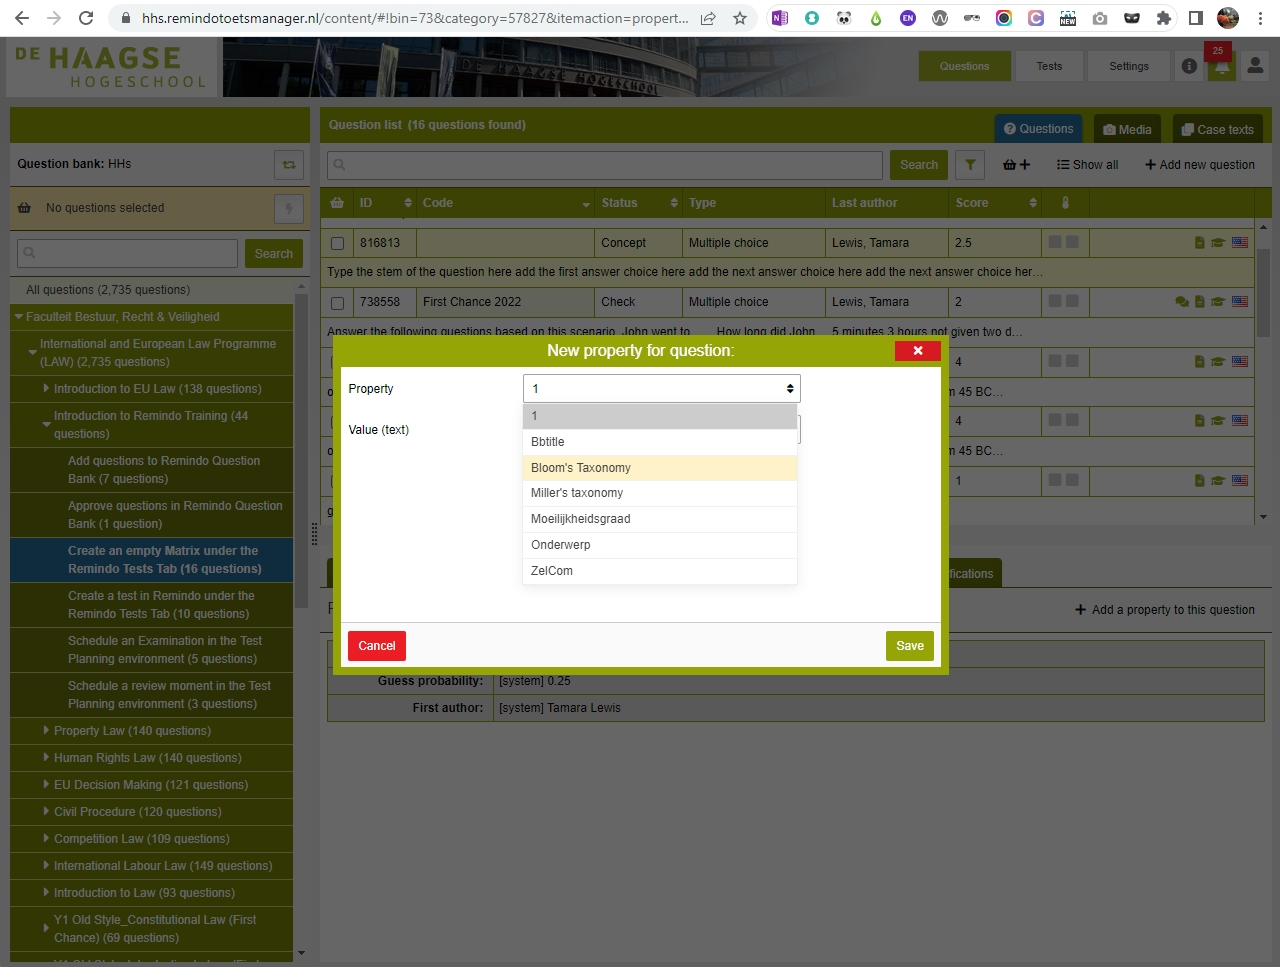 hhs.remindotoetsmanager.nl/content/#!bin=73&category=57827&itemaction=propert...
EN
NEW
DE HAAGSE
HOGESCHOOL
DE HAAGSE HOGESCHOOL
Questions
Tests
Settings
25
Question list (16 questions found)
Questions
Media
Case texts
Question bank: HHs
Search
Show all
Add new question
No questions selected
Search
ID
Code
Status
Type
Last author
Score
816813
Concept
Multiple choice
Lewis, Tamara
2.5
Type the stem of the question here add the first answer choice here add the next answer choice here add the next answer choice her...
738558
First Chance 2022
Check
Multiple choice
Lewis, Tamara
2
Answer the following questions based on this scenario. John went to ___ How long did John 5 minutes 3 hours not given two d...
4
45 BC...
4
45 BC...
1
All questions (2,735 questions)
Faculteit Bestuur, Recht & Veiligheid
International and European Law Programme
(LAW) (2,735 questions)
Introduction to EU Law (138 questions)
Introduction to Remindo Training (44
questions)
Add questions to Remindo Question
Bank (7 questions)
Approve questions in Remindo Question
Bank (1 question)
Create an empty Matrix under the
Remindo Tests Tab (16 questions)
Create a test in Remindo under the
Remindo Tests Tab (10 questions)
Schedule an Examination in the Test
Planning environment (5 questions)
Schedule a review moment in the Test
Planning environment (3 questions)
Property Law (140 questions)
Human Rights Law (140 questions)
EU Decision Making (121 questions)
Civil Procedure (120 questions)
Competition Law (109 questions)
International Labour Law (149 questions)
Introduction to Law (93 questions)
Y1 Old Style_Constitutional Law (First
Chance) (69 questions)
New property for question:
Property
1
Value (text)
1
Bbtitle
Bloom's Taxonomy
Miller's taxonomy
Moeilijkheidsgraad
Onderwerp
ZelCom
Cancel
Save
fications
Add a property to this question
Guess probability:
[system] 0.25
First author:
[system] Tamara Lewis